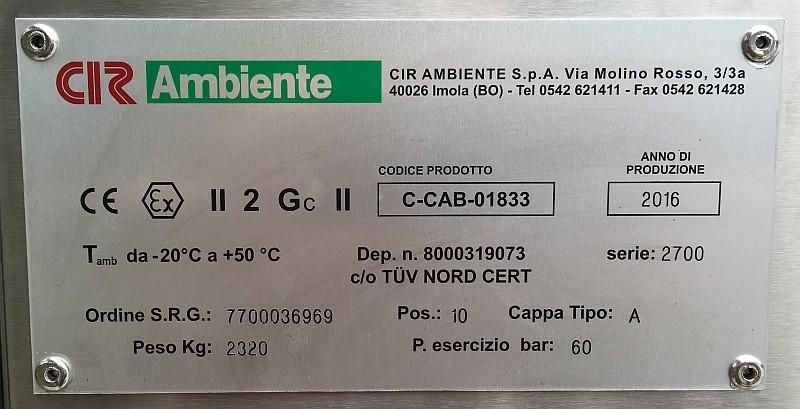 CIR Ambiente
CIR AMBIENTE S.p.A. Via Molino Rosso, 3/3a
40026 Imola (BO) - Tel 0542 621411 - Fax 0542 621428
CODICE PRODOTTO
ANNO DI
PRODUZIONE
CE Ex II 2 Gc II C-CAB-01833 2016
Tamb da -20°C a +50 °C Dep. n. 8000319073 serie: 2700
c/o TÜV NORD CERT
Ordine S.R.G.: 7700036969 Pos.: 10 Cappa Tipo: A
Peso Kg: 2320 P. esercizio bar: 60